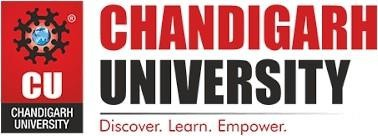 ®
CU
CHANDIGARH
UNIVERSITY
CHANDIGARH
UNIVERSITY
Discover. Learn. Empower.